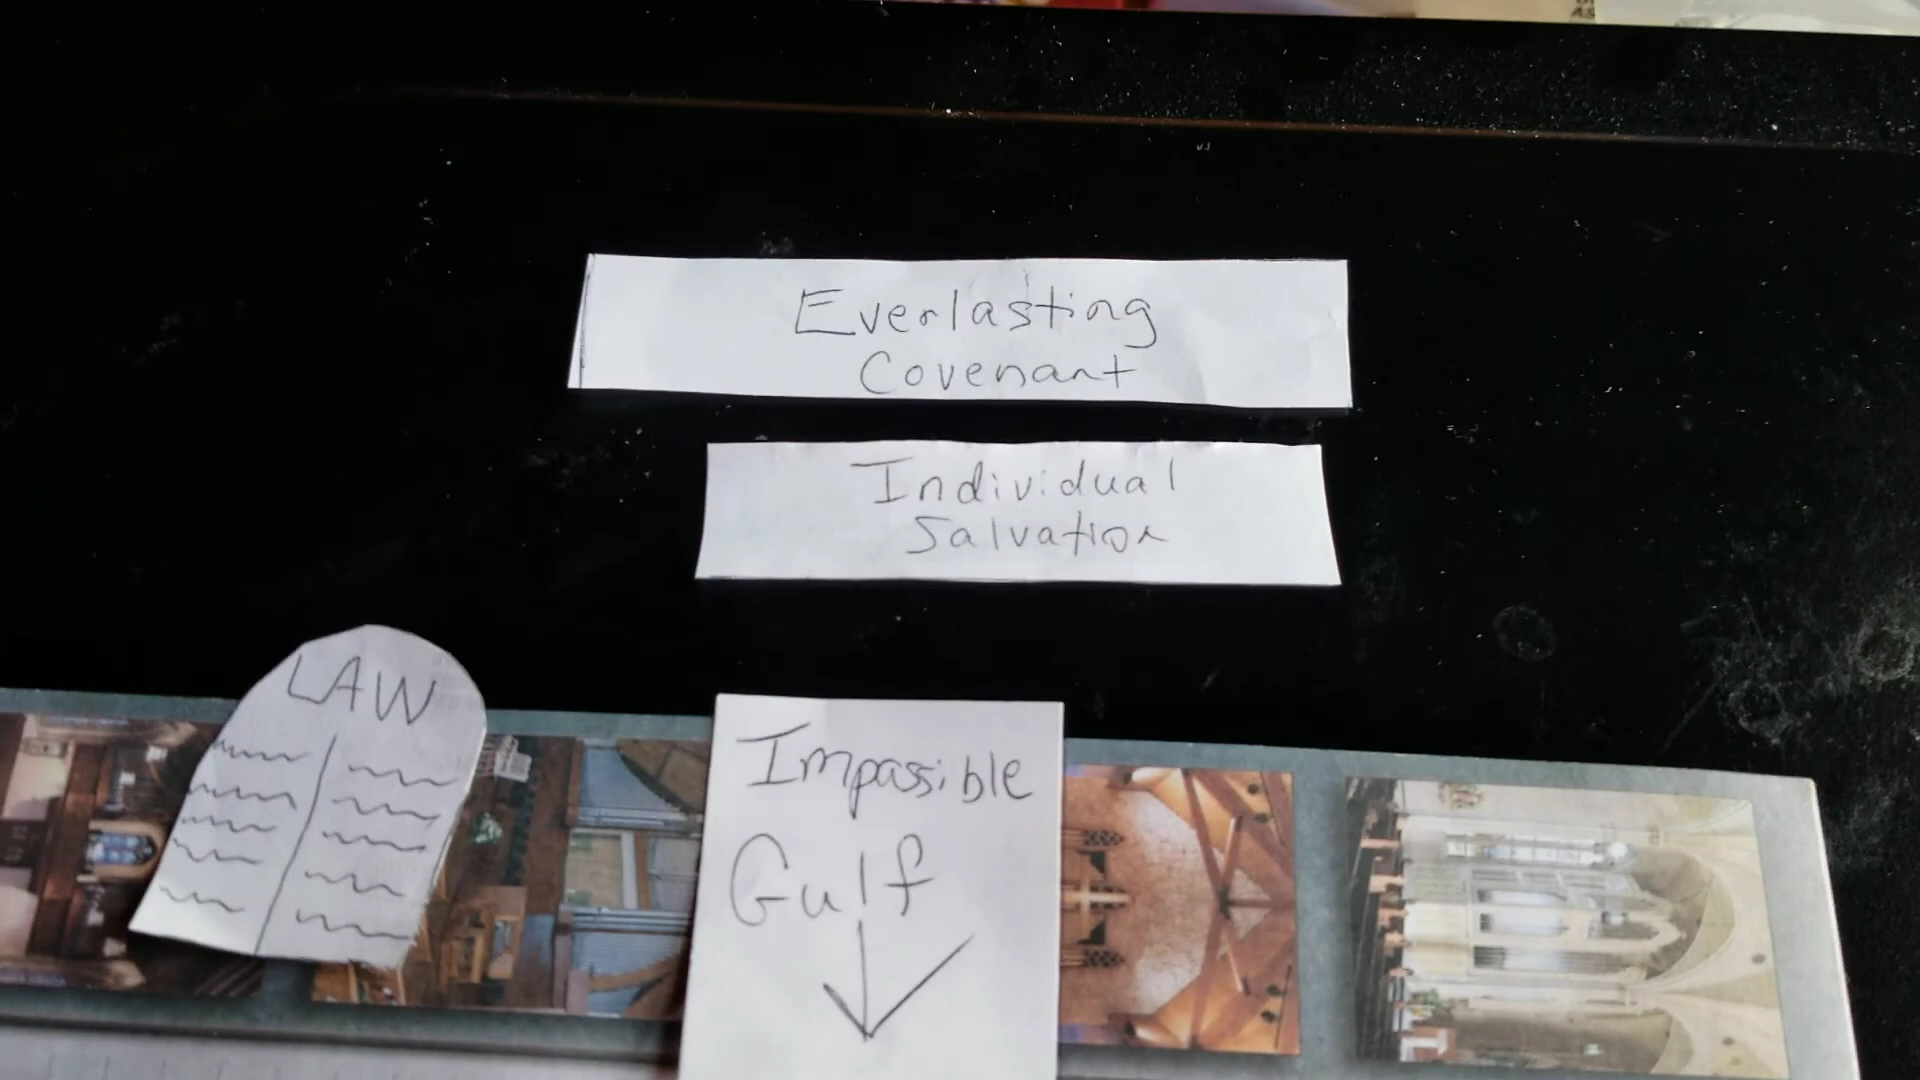 Everlasting
Covenant
Individual
Salvation
LAW
Impassible
Gulf